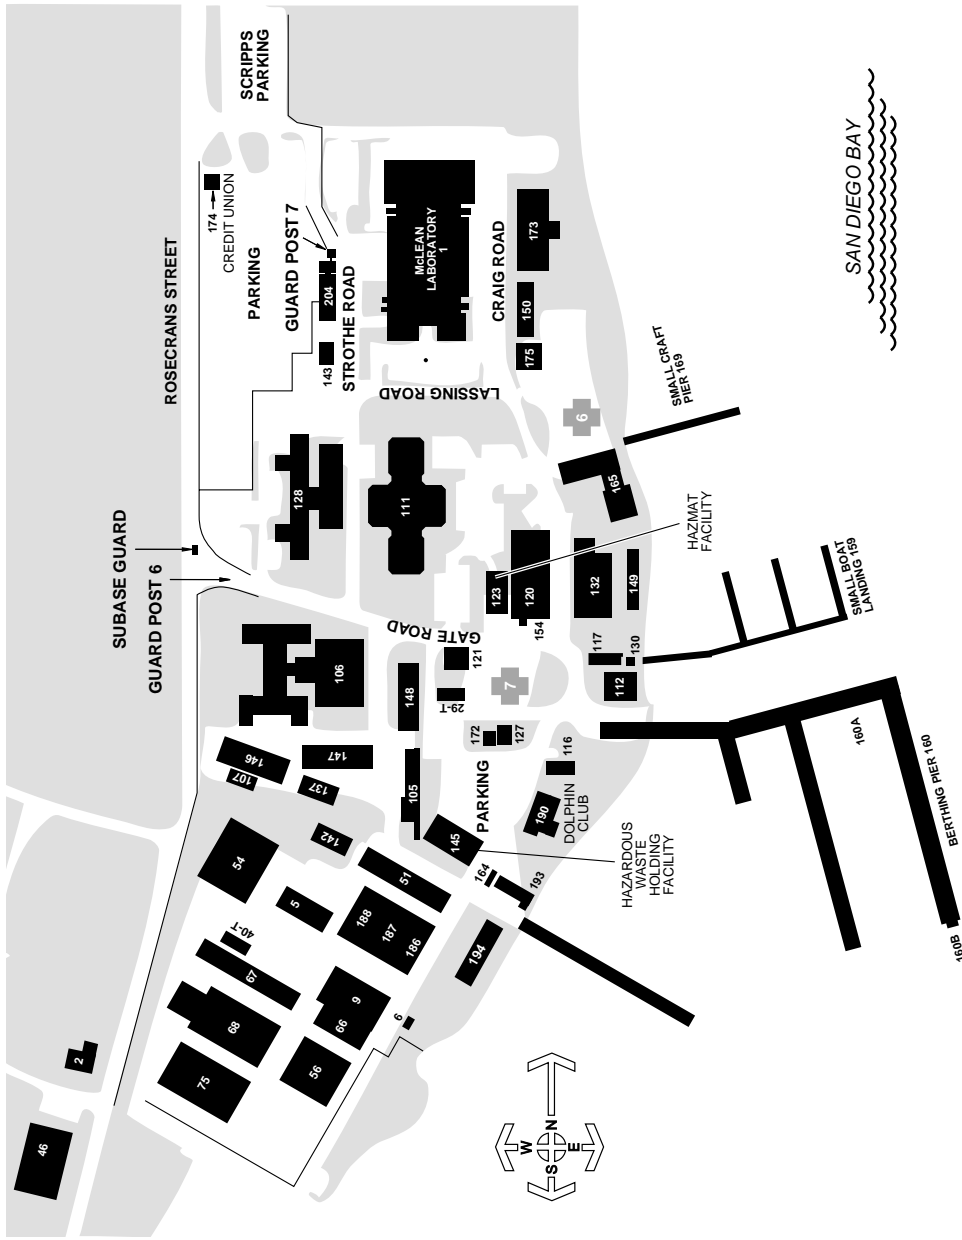 SCRIPPS
PARKING
174
CREDIT UNION
PARKING
GUARD POST 7
204
STROTHE ROAD
143
McLEAN
LABORATORY
1
CRAIG ROAD
173
150
175
SAN DIEGO BAY
ROSECRANS STREET
LASSING ROAD
SMALL CRAFT
PIER 169
6
165
128
111
HAZMAT
FACILITY
SUBASE GUARD
GUARD POST 6
GATE ROAD
123
120
154
132
149
SMALL BOAT
LANDING 159
117
130
112
121
106
148
29-T
7
172
127
116
146
107
147
137
105
PARKING
190
DOLPHIN
CLUB
160A
BERTHING PIER 160
160B
142
145
HAZARDOUS
WASTE
HOLDING
FACILITY
54
51
164
193
5
188
187
186
194
40-T
67
9
66
6
68
56
75
2
46
W
N
S
E